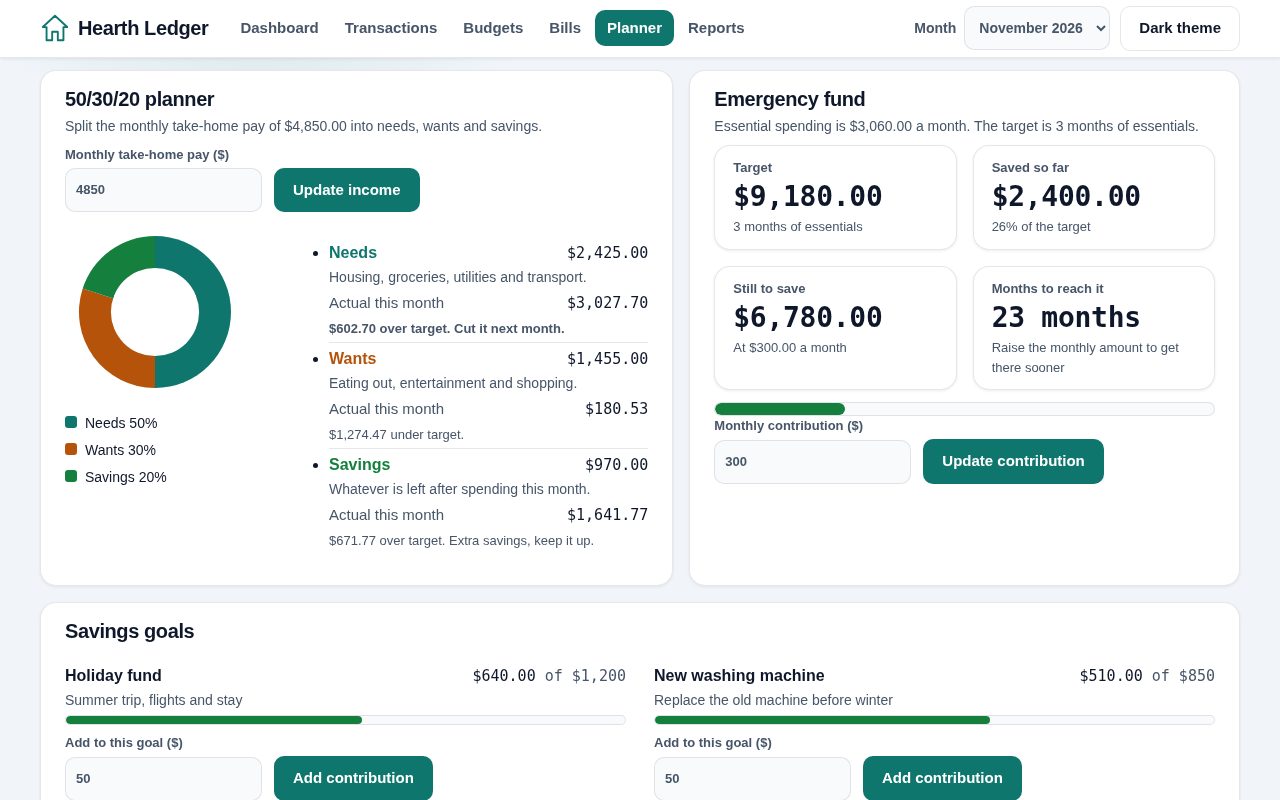 Hearth Ledger
Dashboard
Transactions
Budgets
Bills
Planner
Reports
Month
November 2026
Dark theme
50/30/20 planner
Split the monthly take-home pay of $4,850.00 into needs, wants and savings.
Monthly take-home pay ($)
4850
Update income
Needs 50%
Wants 30%
Savings 20%
Needs $2,425.00
Housing, groceries, utilities and transport.
Actual this month $3,027.70
$602.70 over target. Cut it next month.
Wants $1,455.00
Eating out, entertainment and shopping.
Actual this month $180.53
$1,274.47 under target.
Savings $970.00
Whatever is left after spending this month.
Actual this month $1,641.77
$671.77 over target. Extra savings, keep it up.
Emergency fund
Essential spending is $3,060.00 a month. The target is 3 months of essentials.
Target
$9,180.00
3 months of essentials
Saved so far
$2,400.00
26% of the target
Still to save
$6,780.00
At $300.00 a month
Months to reach it
23 months
Raise the monthly amount to get
there sooner
Monthly contribution ($)
300
Update contribution
Savings goals
Holiday fund $640.00 of $1,200
Summer trip, flights and stay
Add to this goal ($)
50
Add contribution
New washing machine $510.00 of $850
Replace the old machine before winter
Add to this goal ($)
50
Add contribution